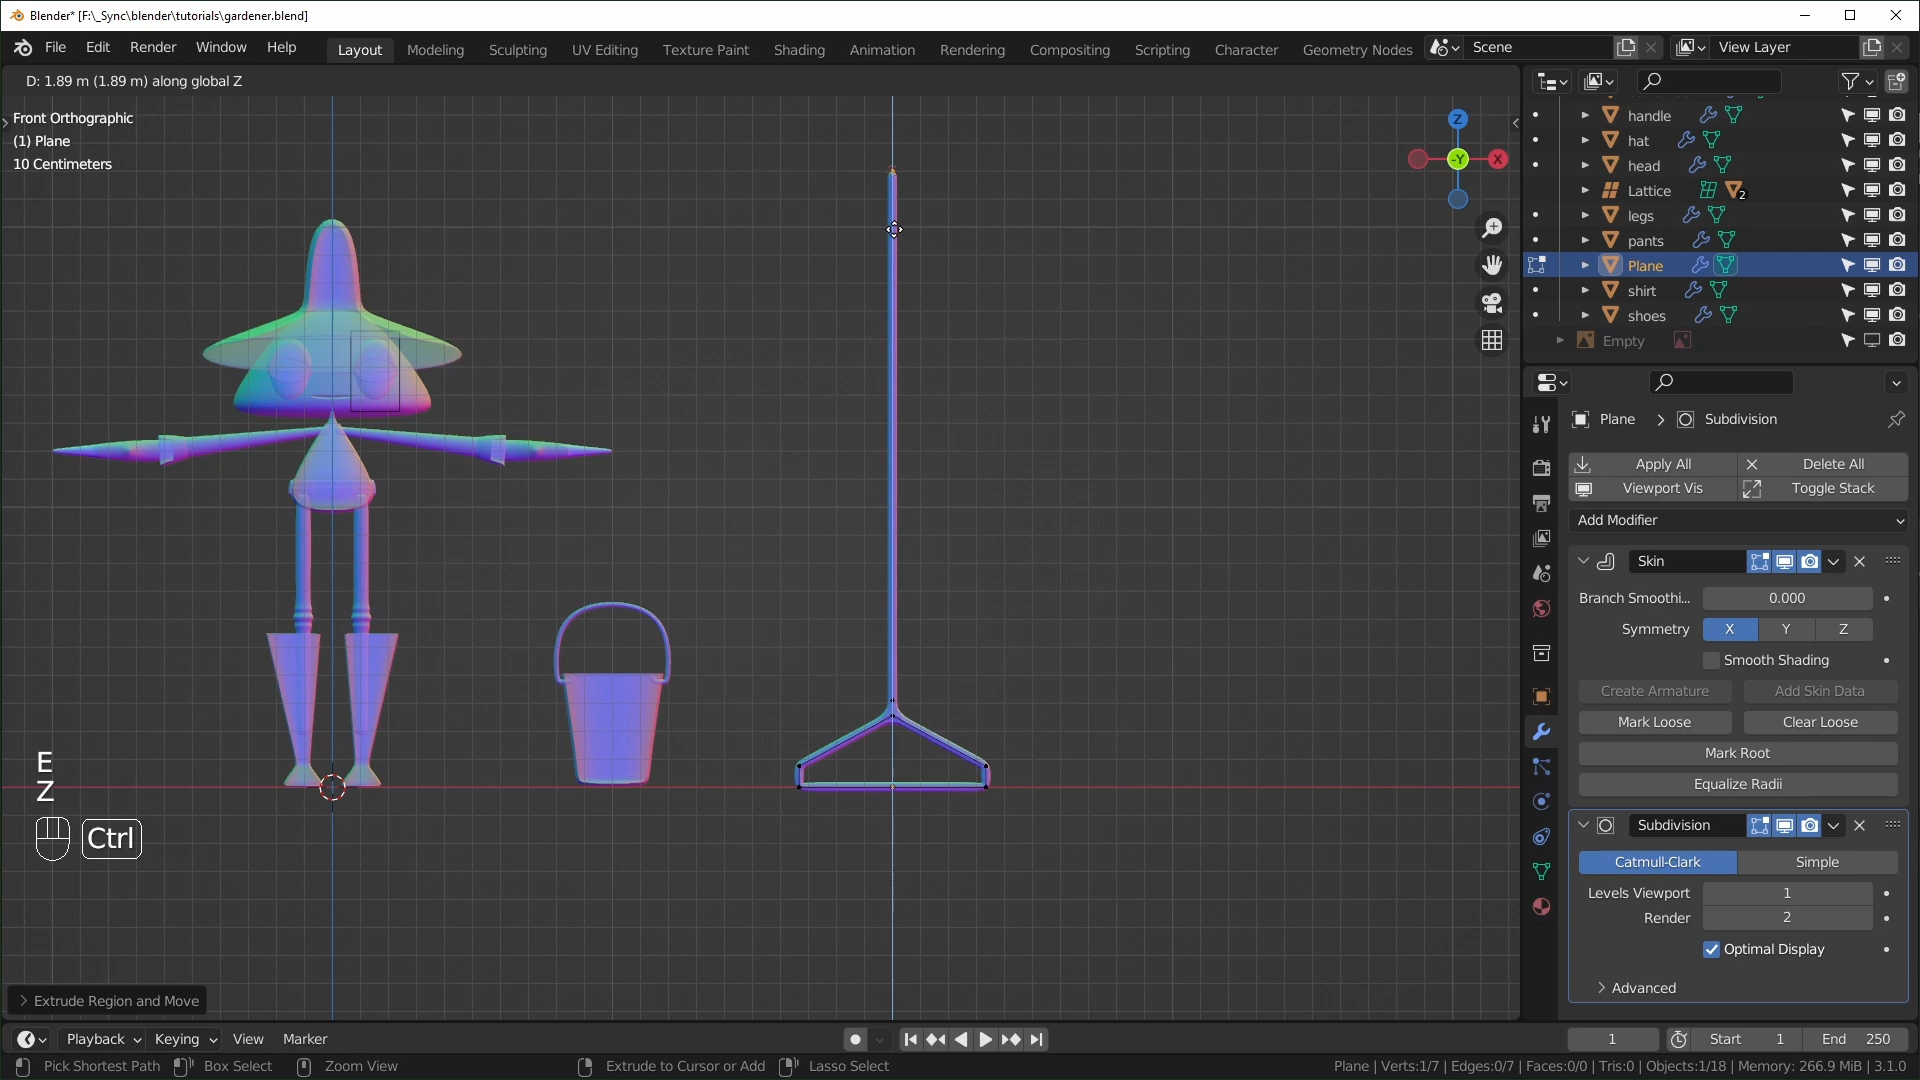 Blender* [F:\_Sync\blender\tutorials\gardener.blend]
File Edit Render Window Help Layout Modeling Sculpting UV Editing Texture Paint Shading Animation Rendering Compositing Scripting Character Geometry Nodes Scene View Layer
D: 1.89 m (1.89 m) along global Z
Front Orthographic
(1) Plane
10 Centimeters
Z
-Y X
handle
hat
head
Lattice 2
legs
pants
Plane
shirt
shoes
Empty
Plane > Subdivision
Apply All Delete All
Viewport Vis Toggle Stack
Add Modifier
Skin
Branch Smoothi... 0.000
Symmetry X Y Z
Smooth Shading
Create Armature Add Skin Data
Mark Loose Clear Loose
Mark Root
Equalize Radii
Subdivision
Catmull-Clark Simple
Levels Viewport 1
Render 2
Optimal Display
Advanced
E
Z
Ctrl
Extrude Region and Move
Playback Keying View Marker 1 Start 1 End 250
Pick Shortest Path Box Select Zoom View Extrude to Cursor or Add Lasso Select Plane | Verts:1/7 | Edges:0/7 | Faces:0/0 | Tris:0 | Objects:1/18 | Memory: 266.9 MiB | 3.1.0